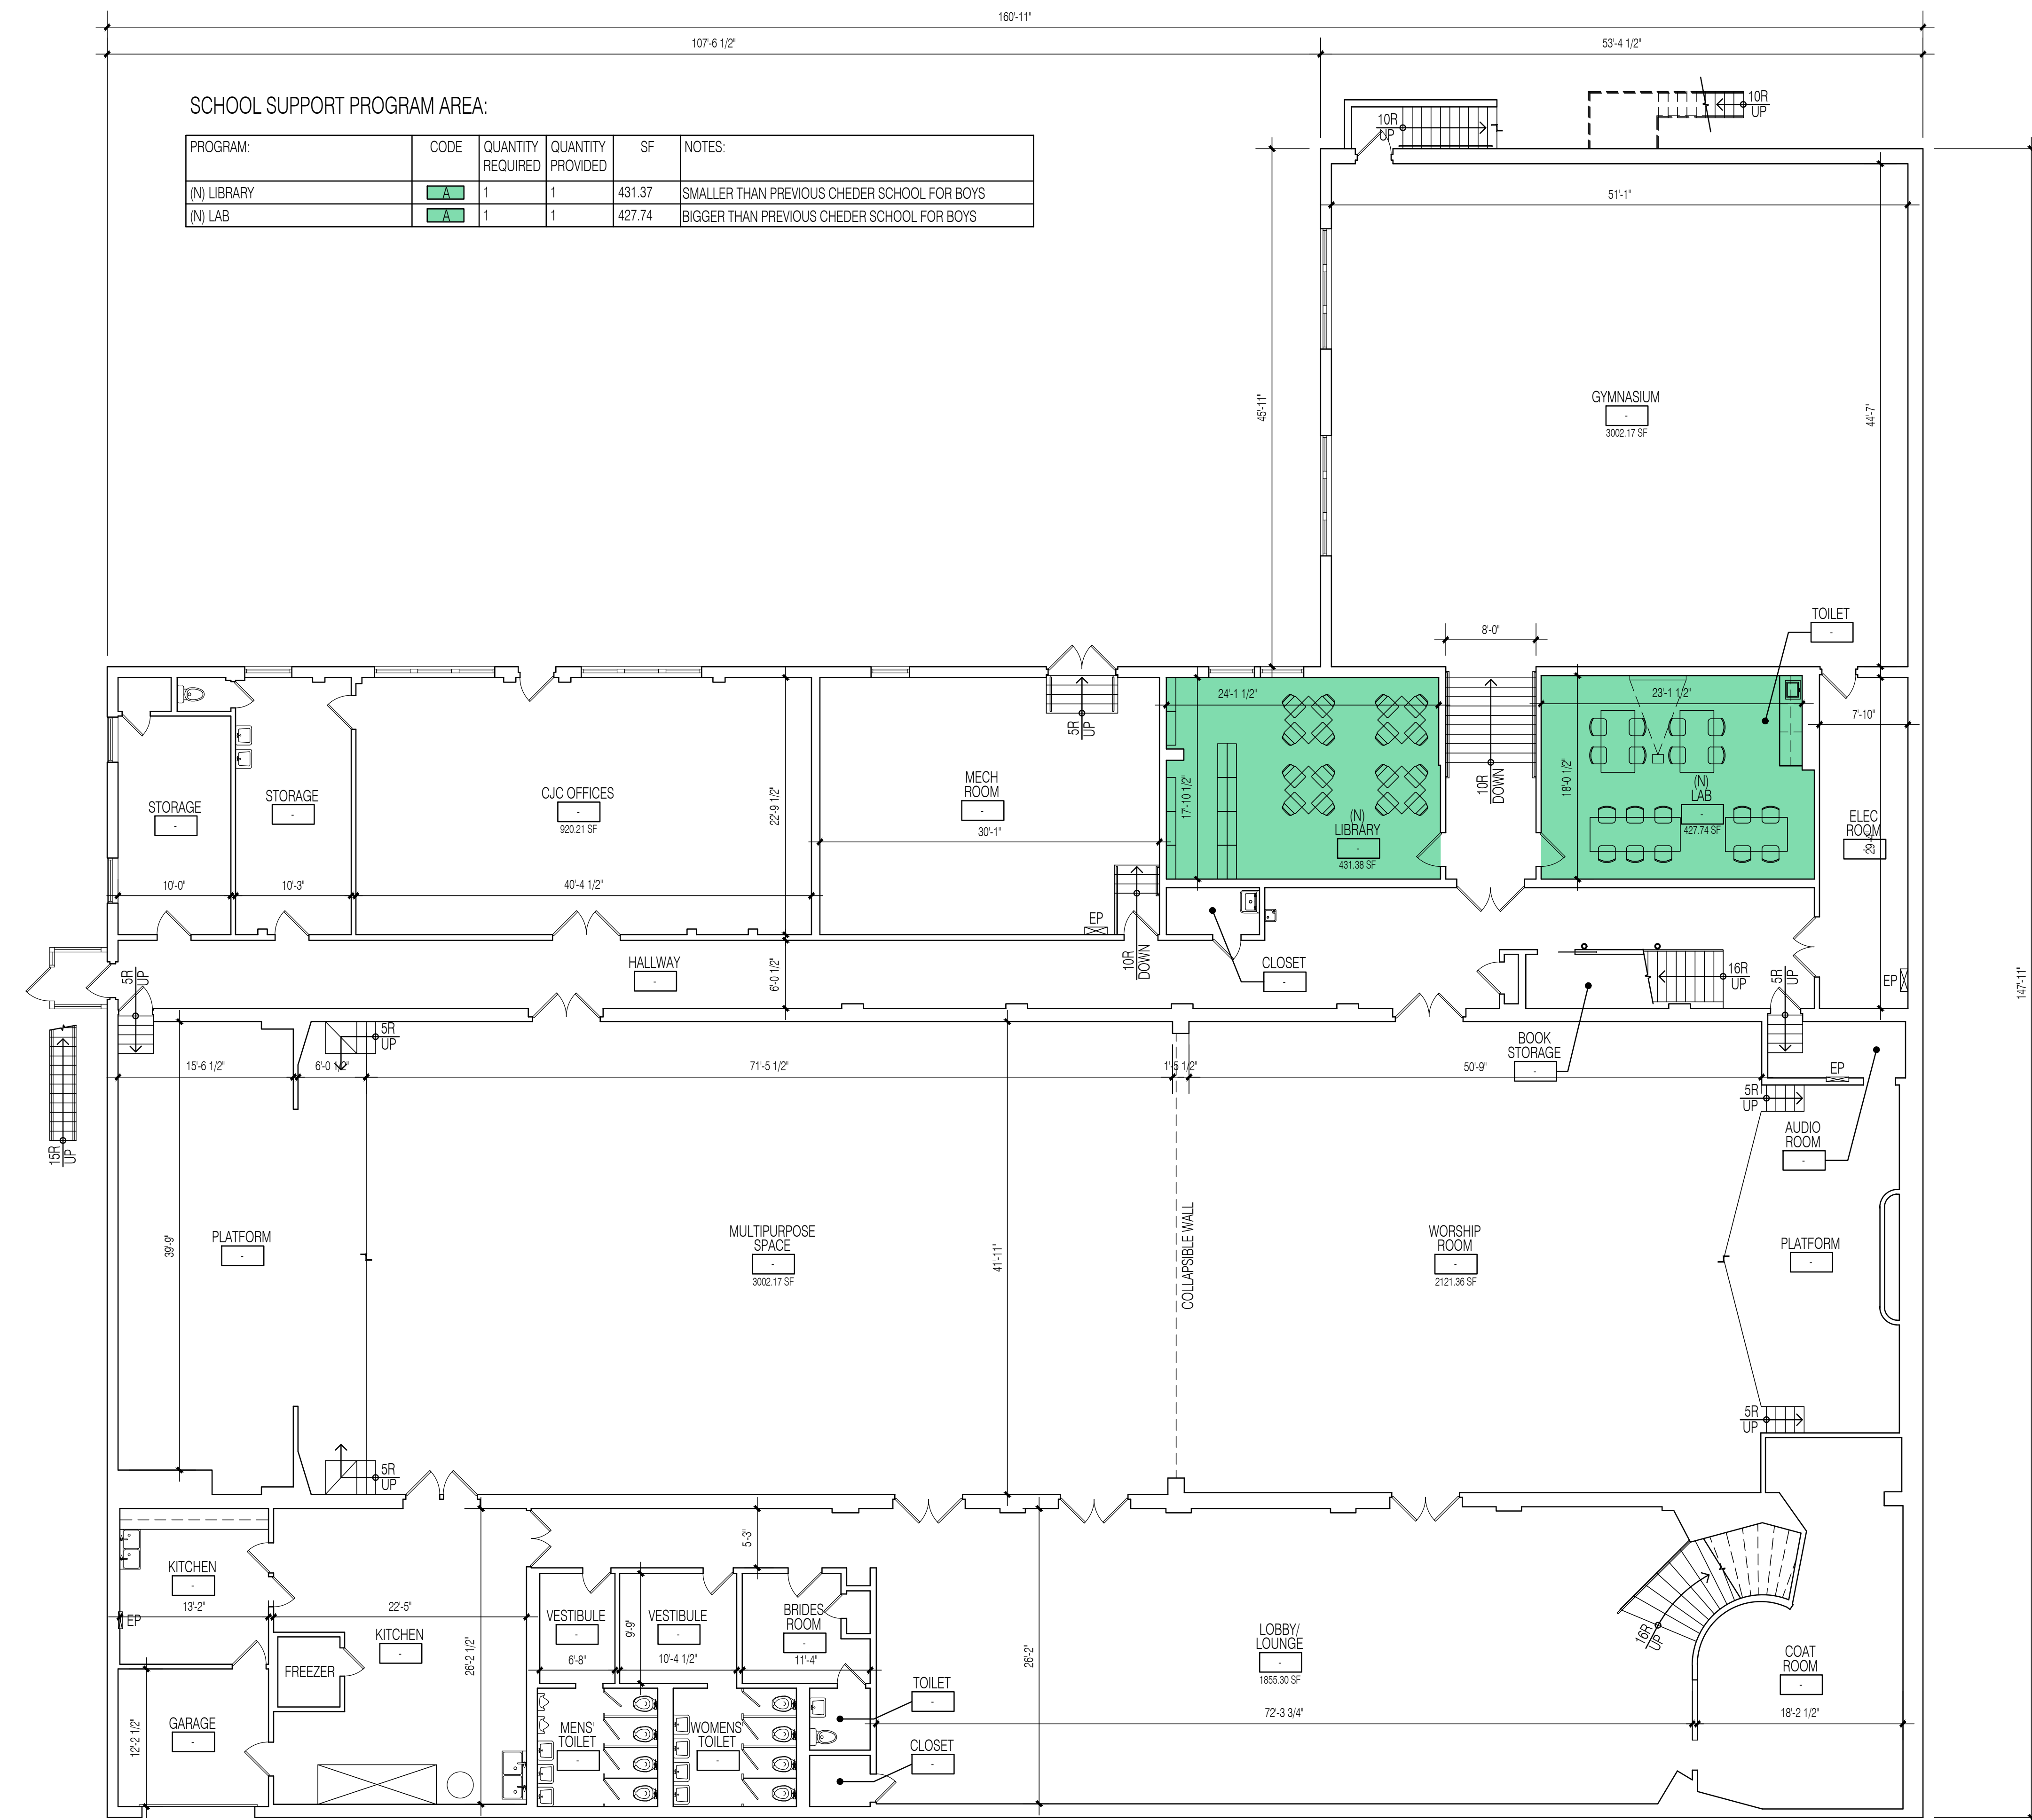 160'-11"
107'-6 1/2"
53'-4 1/2"
SCHOOL SUPPORT PROGRAM AREA:
PROGRAM: CODE QUANTITY REQUIRED QUANTITY PROVIDED SF NOTES:
(N) LIBRARY A 1 1 431.37 SMALLER THAN PREVIOUS CHEDER SCHOOL FOR BOYS
(N) LAB A 1 1 427.74 BIGGER THAN PREVIOUS CHEDER SCHOOL FOR BOYS
10R
UP
10R
UP
51'-1"
GYMNASIUM
-
3002.17 SF
45'-11"
44'-7"
TOILET
-
8'-0"
24'-1 1/2"
23'-1 1/2"
7'-10"
5R
UP
STORAGE
-
STORAGE
-
CJC OFFICES
-
920.21 SF
22'-9 1/2"
MECH
ROOM
-
30'-1"
17'-10 1/2"
(N)
LIBRARY
-
431.38 SF
10R
DOWN
18'-0 1/2"
(N)
LAB
-
427.74 SF
ELEC
ROOM
29'-4"
10'-0"
10'-3"
40'-4 1/2"
EP
10R
DOWN
5R
UP
HALLWAY
-
6'-0 1/2"
CLOSET
-
16R
UP
5R
UP
EP
147'-11"
15R
UP
5R
UP
15'-6 1/2"
6'-0 1/2"
71'-5 1/2"
1'-5 1/2"
50'-9"
BOOK
STORAGE
-
EP
5R
UP
AUDIO
ROOM
-
PLATFORM
-
39'-9"
MULTIPURPOSE
SPACE
-
3002.17 SF
41'-11"
COLLAPSIBLE WALL
WORSHIP
ROOM
-
2121.36 SF
PLATFORM
-
5R
UP
5R
UP
KITCHEN
-
13'-2"
EP
22'-5"
KITCHEN
-
FREEZER
26'-2 1/2"
5'-3"
VESTIBULE
-
9'-9"
VESTIBULE
-
BRIDES
ROOM
-
6'-8"
10'-4 1/2"
11'-4"
26'-2"
LOBBY/
LOUNGE
-
1855.30 SF
16R
UP
COAT
ROOM
-
GARAGE
-
12'-2 1/2"
MENS'
TOILET
-
WOMENS'
TOILET
-
TOILET
-
CLOSET
-
72'-3 3/4"
18'-2 1/2"